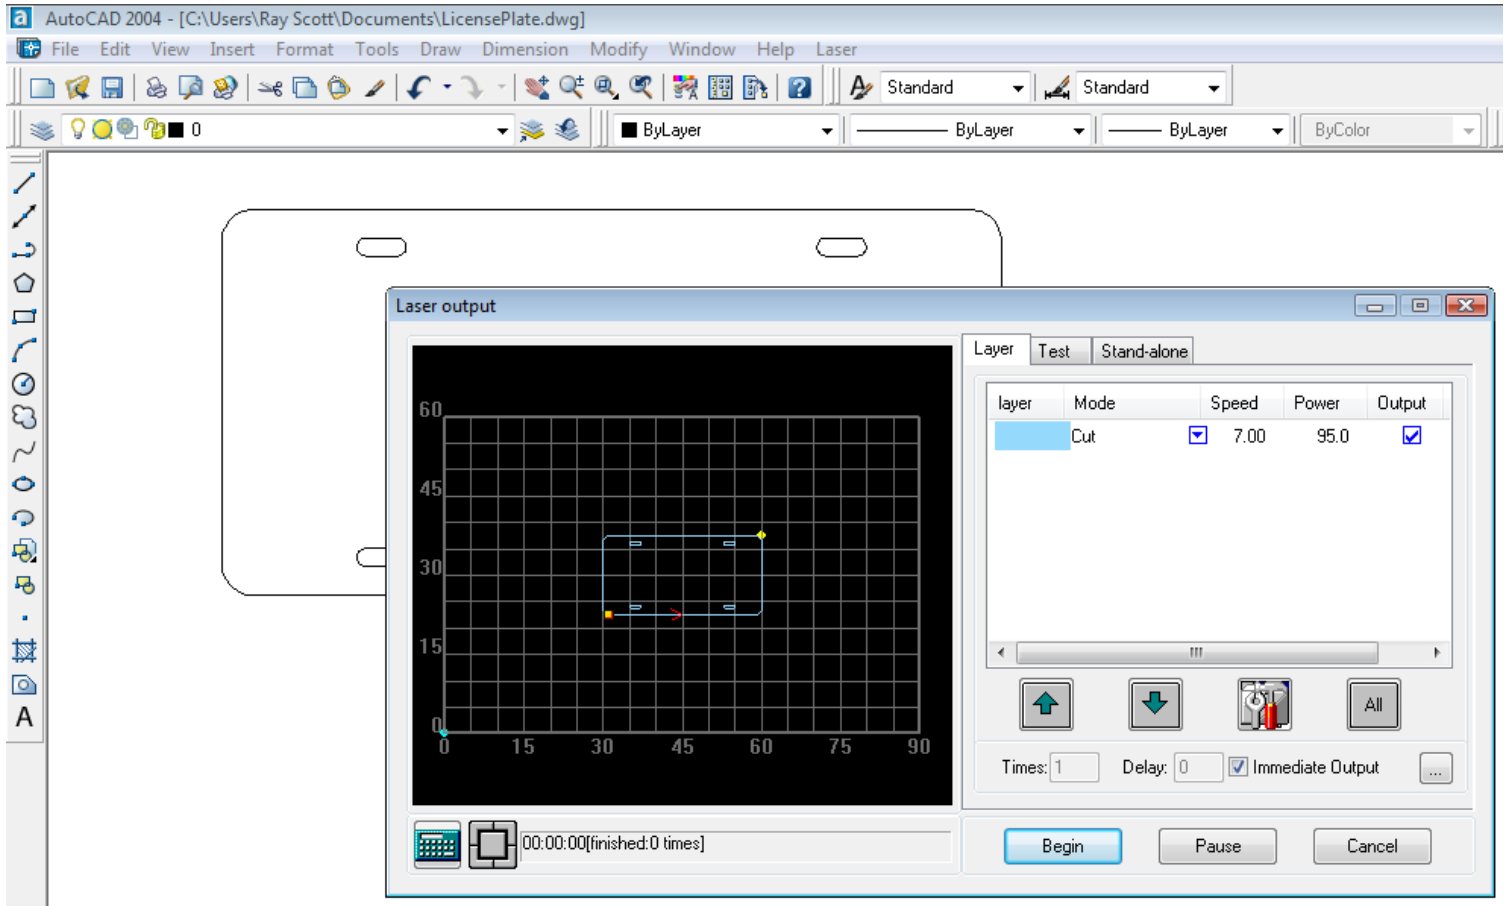 AutoCAD 2004 - [C:\Users\Ray Scott\Documents\LicensePlate.dwg]
File Edit View Insert Format Tools Draw Dimension Modify Window Help Laser
Standard Standard
0 ByLayer ByLayer ByLayer ByColor
Laser output
Layer Test Stand-alone
layer Mode Speed Power Output
Cut 7.00 95.0
60
45
30
15
0
0 15 30 45 60 75 90
All
Times: 1 Delay: 0 Immediate Output ...
00:00:00[finished:0 times]
Begin Pause Cancel
A